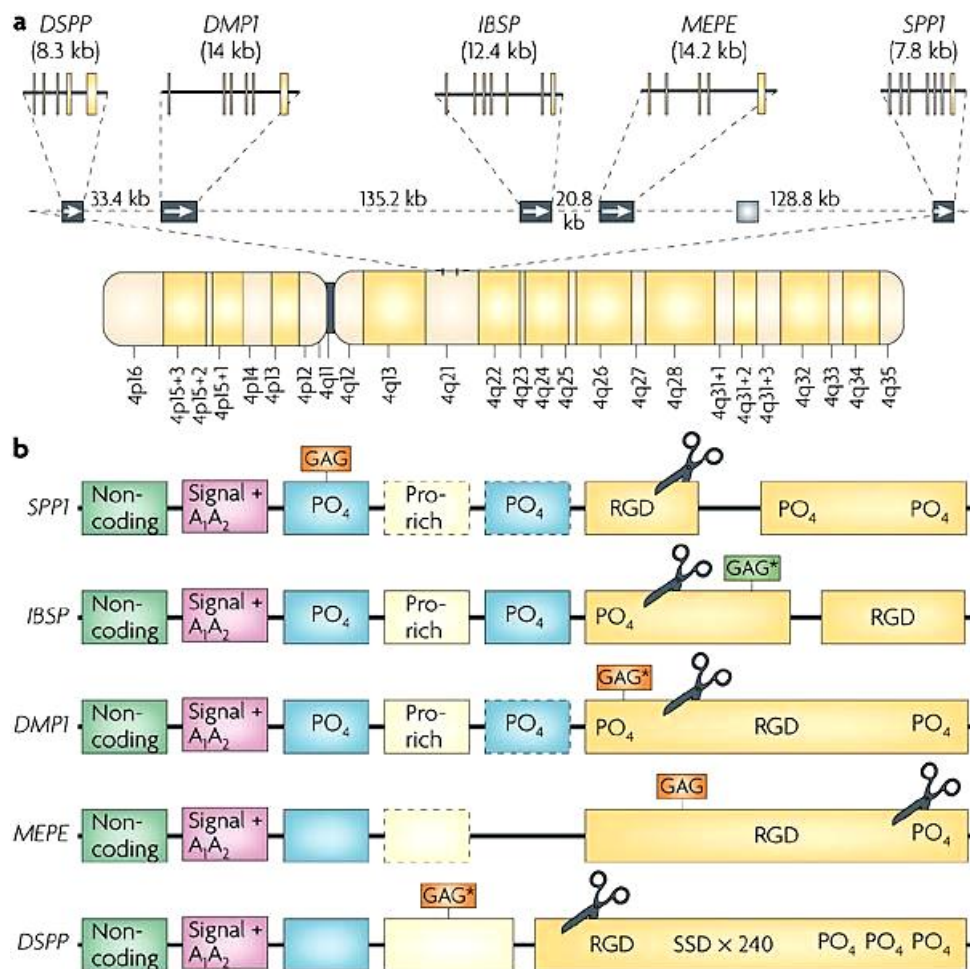 a
DSPP DMP1 IBSP MEPE SPP1
(8.3 kb) (14 kb) (12.4 kb) (14.2 kb) (7.8 kb)
33.4 kb 135.2 kb 20.8 kb 128.8 kb
4p16 4p15+3 4p15+2 4p15+1 4p14 4p13 4p12 4q11 4q12 4q13 4q21 4q22 4q23 4q24 4q25 4q26 4q27 4q28 4q31+1 4q31+2 4q31+3 4q32 4q33 4q34 4q35
b
GAG
SPP1 Non-coding Signal + A1A2 PO4 Pro-rich PO4 RGD PO4 PO4
GAG*
IBSP Non-coding Signal + A1A2 PO4 Pro-rich PO4 PO4 RGD
GAG*
DMP1 Non-coding Signal + A1A2 PO4 Pro-rich PO4 PO4 RGD PO4
GAG
MEPE Non-coding Signal + A1A2 RGD PO4
GAG*
DSPP Non-coding Signal + A1A2 RGD SSD × 240 PO4 PO4 PO4